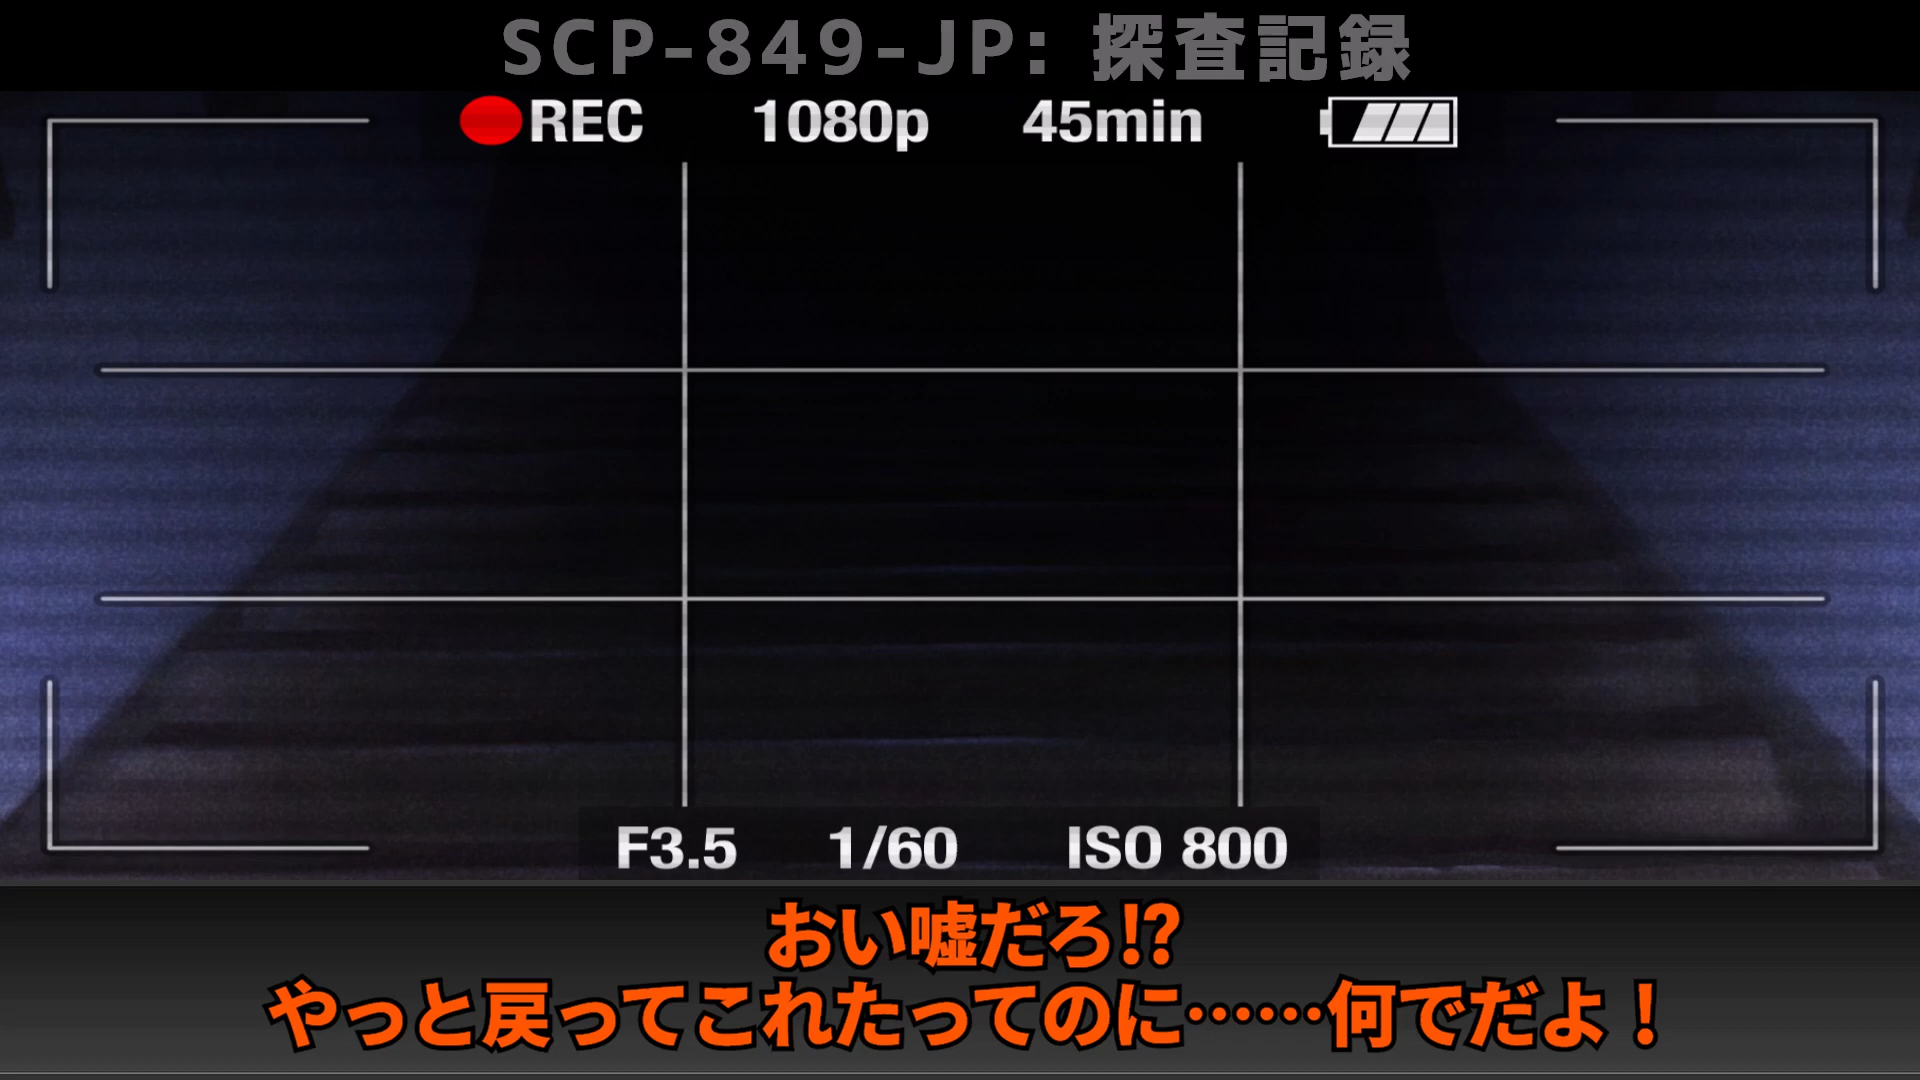 SCP-849-JP: 探査記録
REC 1080p 45min
F3.5 1/60 ISO 800
おい嘘だろ!?
やっと戻ってこれたってのに……何でだよ！